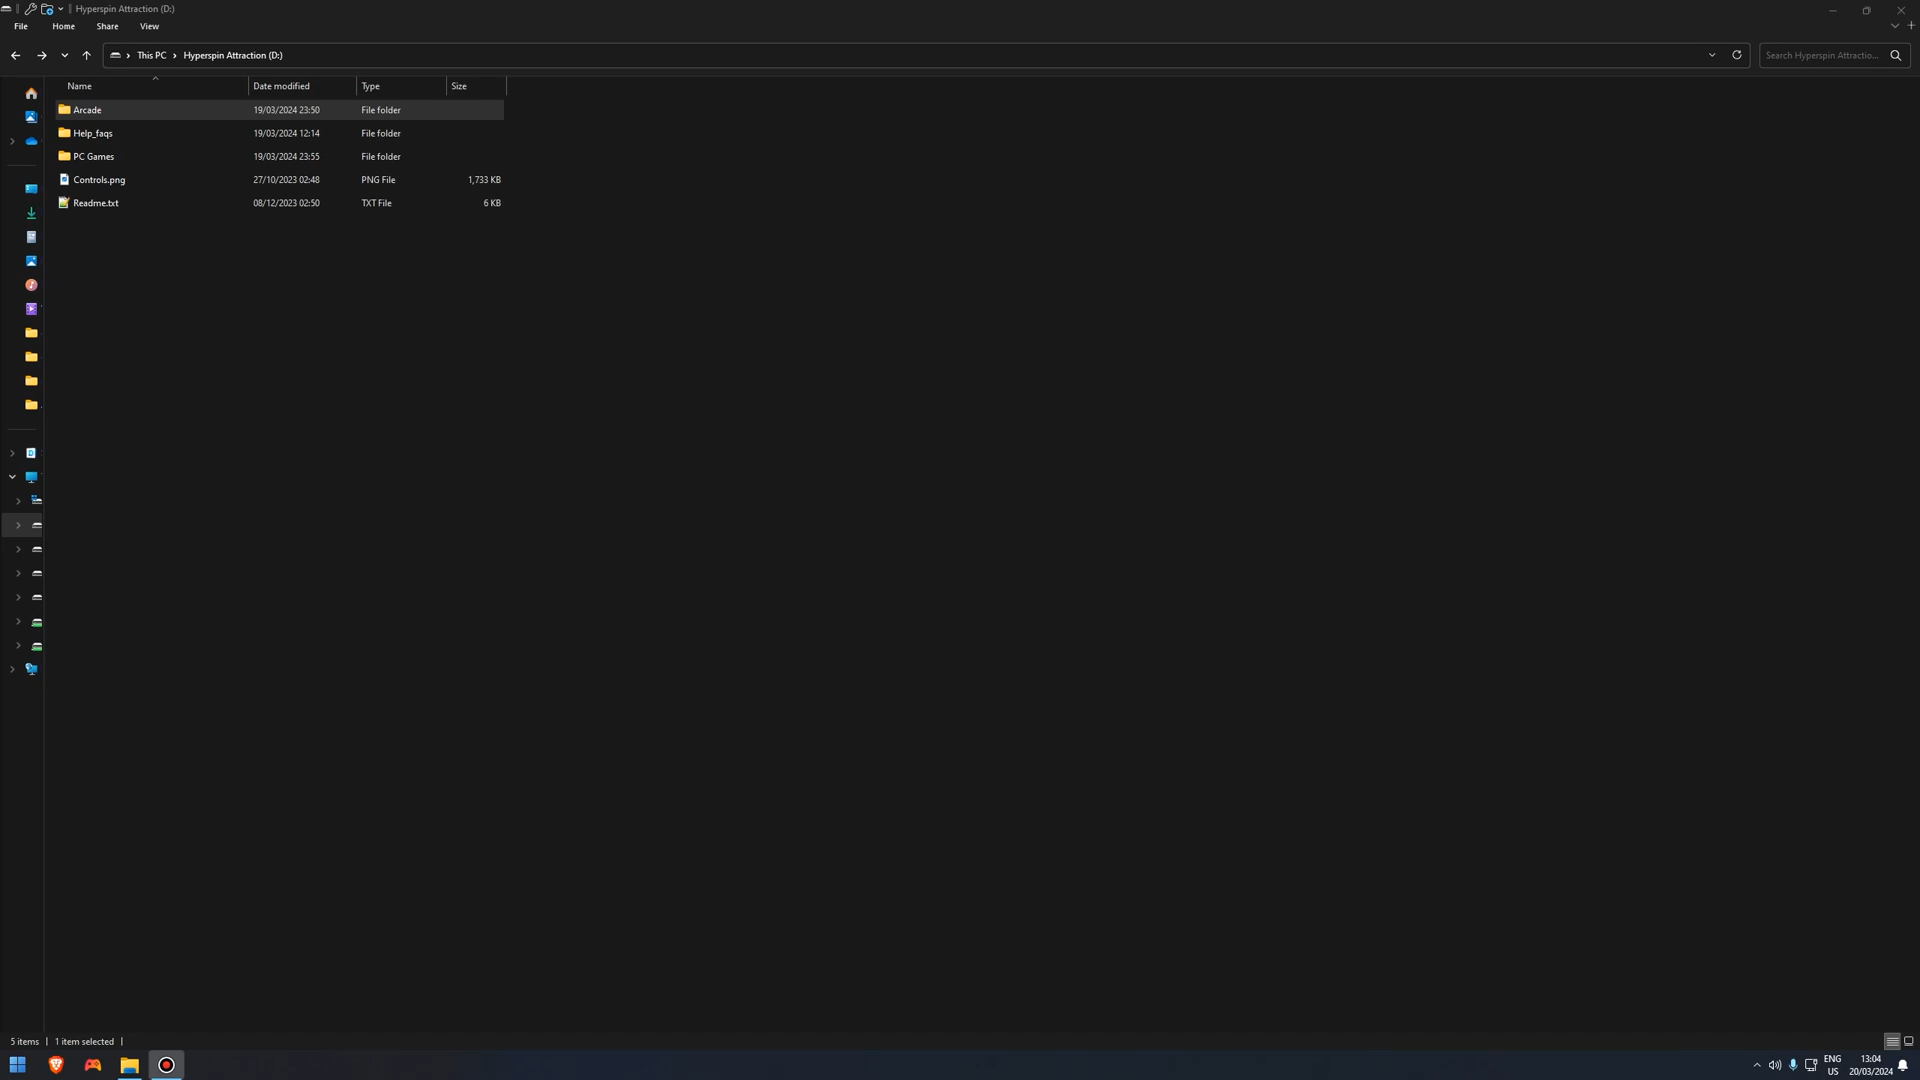 Hyperspin Attraction (D:)
File Home Share View
This PC Hyperspin Attraction (D:)
Search Hyperspin Attractio...
Name Date modified Type Size
Arcade 19/03/2024 23:50 File folder
Help_faqs 19/03/2024 12:14 File folder
PC Games 19/03/2024 23:55 File folder
Controls.png 27/10/2023 02:48 PNG File 1,733 KB
Readme.txt 08/12/2023 02:50 TXT File 6 KB
5 items 1 item selected
ENG 13:04
US 20/03/2024